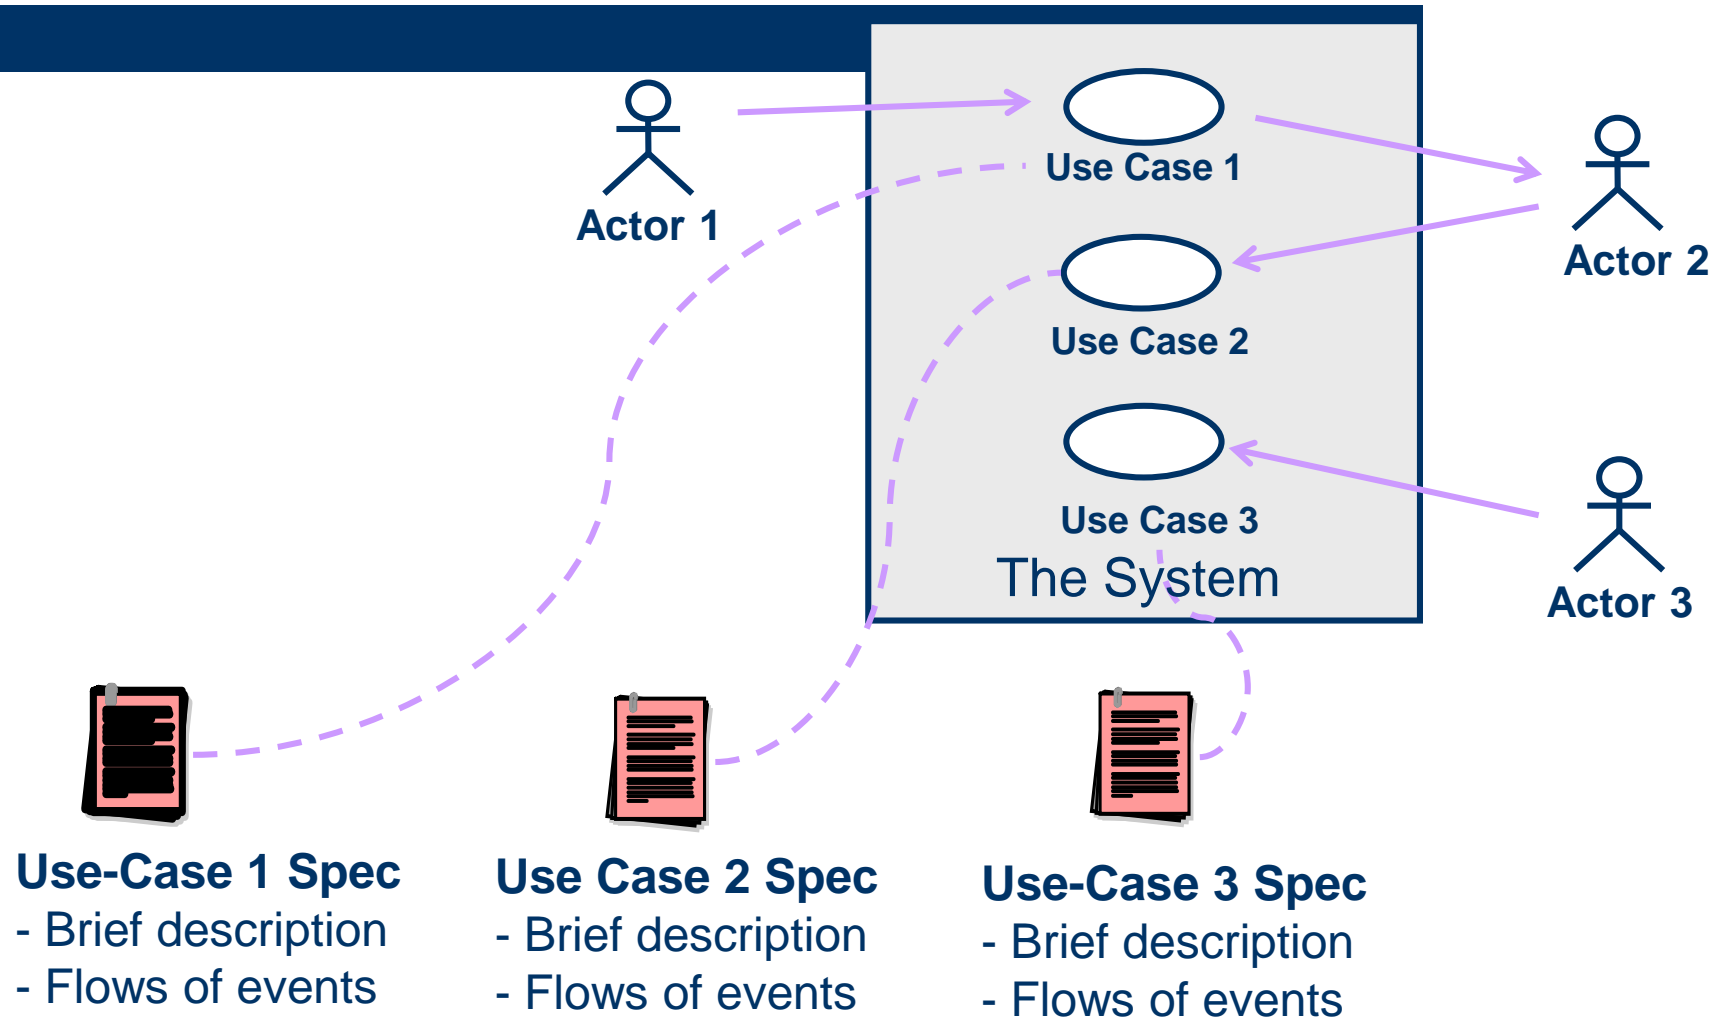 Use Case 1
Actor 1
Actor 2
Use Case 2
Use Case 3
The System
Actor 3
Use-Case 1 Spec
- Brief description
- Flows of events
Use Case 2 Spec
- Brief description
- Flows of events
Use-Case 3 Spec
- Brief description
- Flows of events